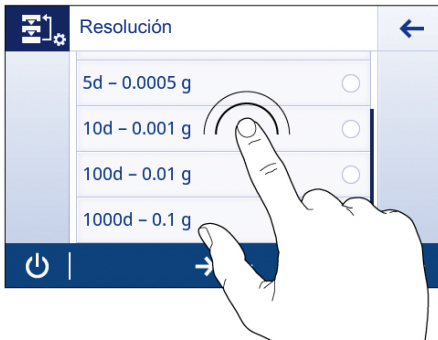 Resolución
5d – 0.0005 g
10d – 0.001 g
100d – 0.01 g
1000d – 0.1 g